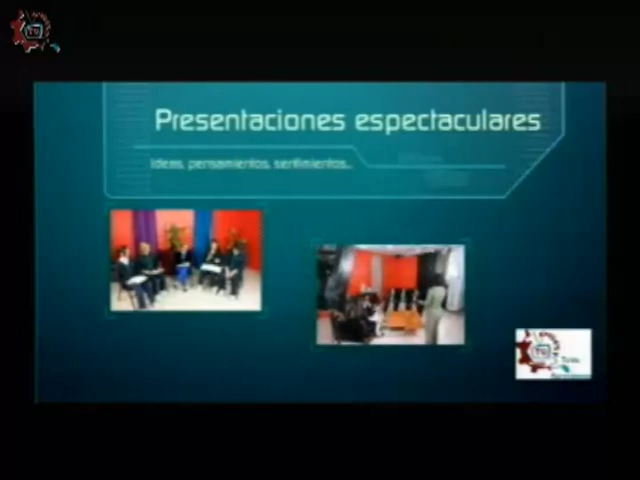 Presentaciones espectaculares
Ideas, pensamientos, sentimientos...